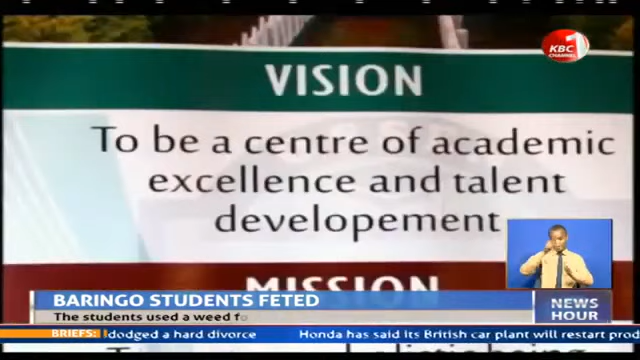 KBC 1
CHANNEL
VISION
To be a centre of academic
excellence and talent
developement
MISSION
BARINGO STUDENTS FETED
The students used a weed
NEWS
HOUR
BRIEFS: dodged a hard divorce Honda has said its British car plant will restart